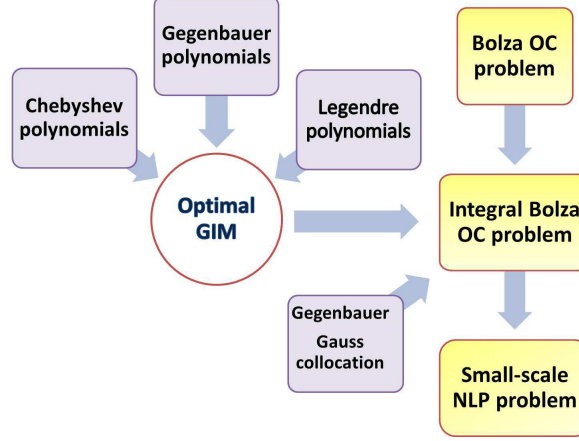 Gegenbauer
polynomials
Bolza OC
problem
Chebyshev
polynomials
Legendre
polynomials
Optimal
GIM
Integral Bolza
OC problem
Gegenbauer
Gauss
collocation
Small-scale
NLP problem